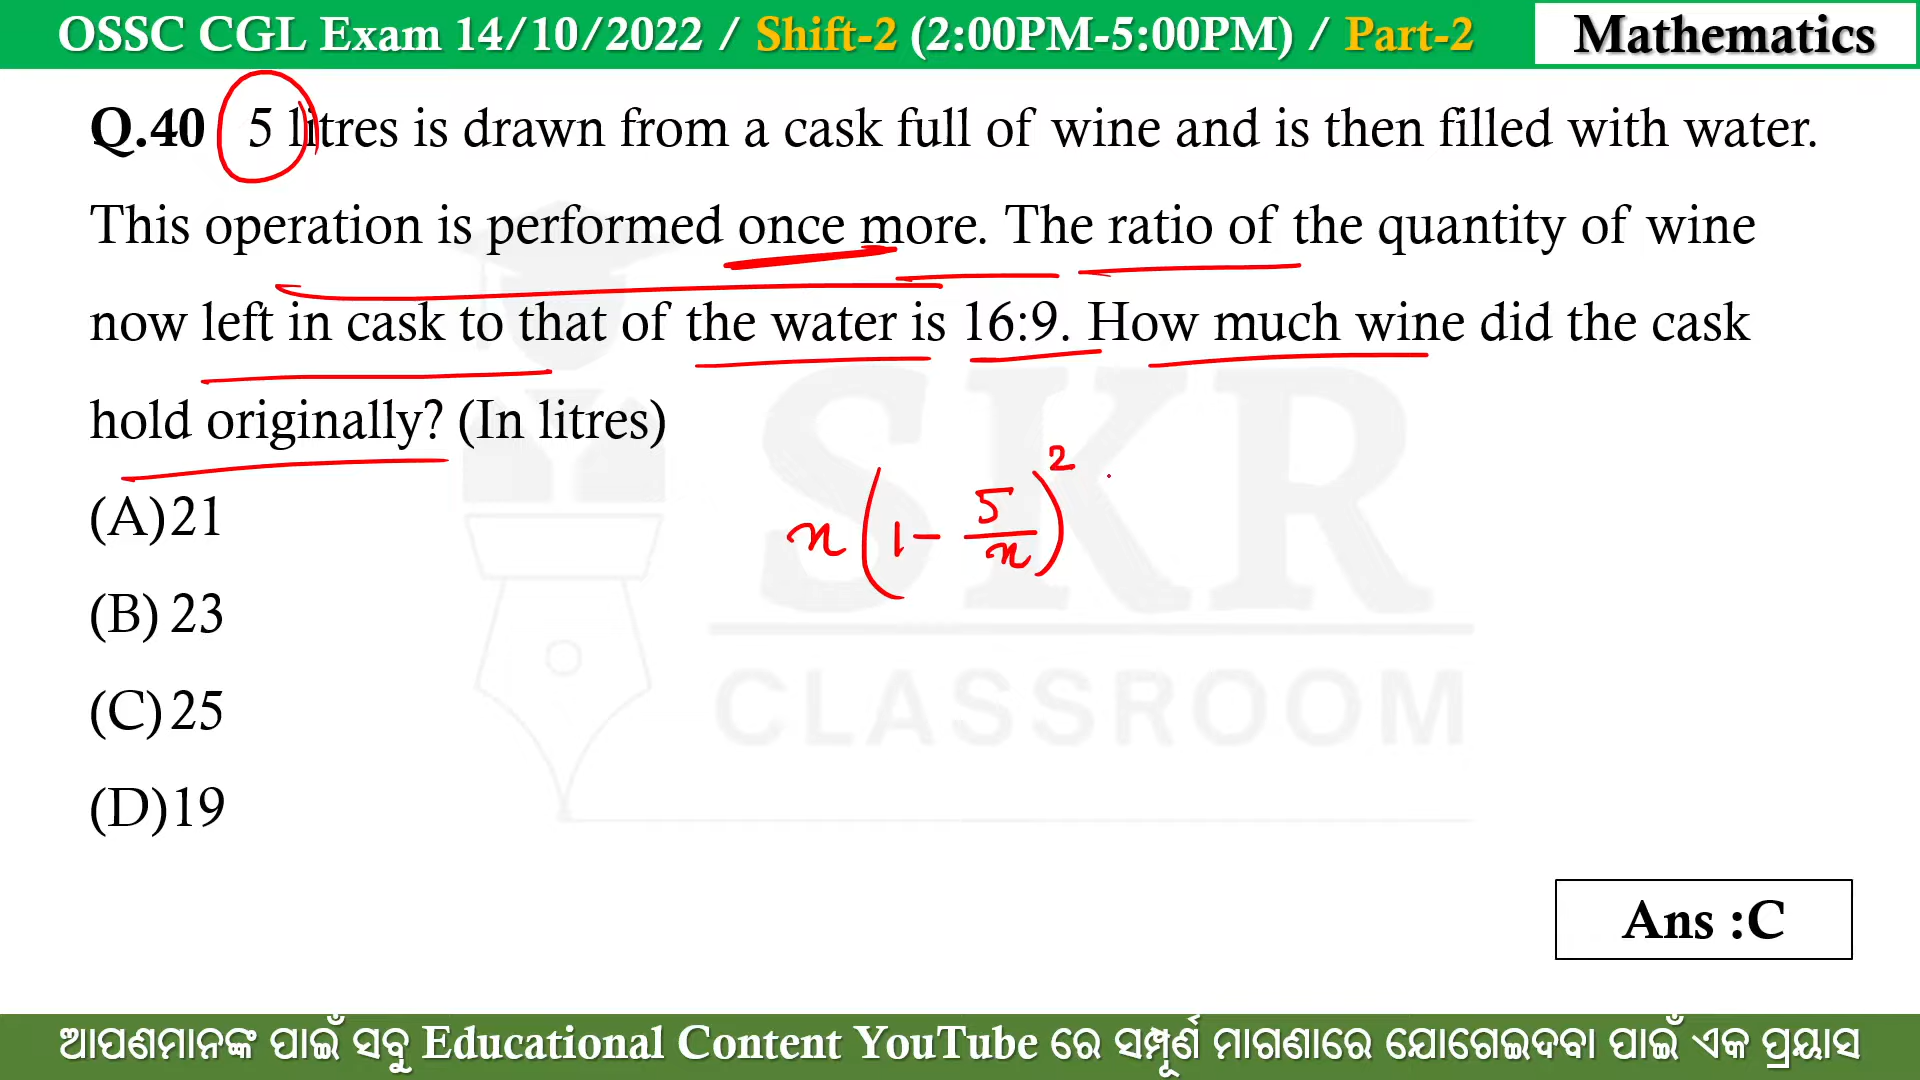 OSSC CGL Exam 14/10/2022 / Shift-2 (2:00PM-5:00PM) / Part-2
Mathematics
Q.40 5 litres is drawn from a cask full of wine and is then filled with water.
This operation is performed once more. The ratio of the quantity of wine
now left in cask to that of the water is 16:9. How much wine did the cask
hold originally? (In litres)
(A) 21
(B) 23
(C) 25
(D) 19
x(1 - 5/x)²
SKR
CLASSROOM
Ans :C
ଆପଣମାନଙ୍କ ପାଇଁ ସବୁ Educational Content YouTube ରେ ସମ୍ପୂର୍ଣ ମାଗଣାରେ ଯୋଗେଇଦବା ପାଇଁ ଏକ ପ୍ରୟାସ